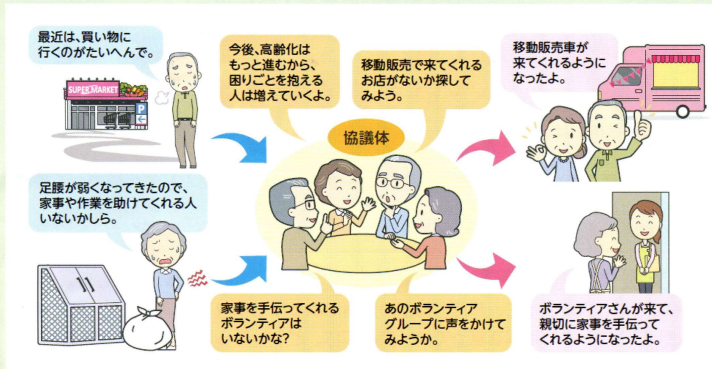 最近は、買い物に
行くのがたいへんで。
SUPER MARKET
P
今後、高齢化は
もっと進むから、
困りごとを抱える
人は増えていくよ。
移動販売で来てくれる
お店がないか探して
みよう。
移動販売車が
来てくれるように
なったよ。
協議体
足腰が弱くなってきたので、
家事や作業を助けてくれる人
いないかしら。
家事を手伝ってくれる
ボランティアは
いないかな?
あのボランティア
グループに声をかけて
みようか。
ボランティアさんが来て、
親切に家事を手伝って
くれるようになったよ。